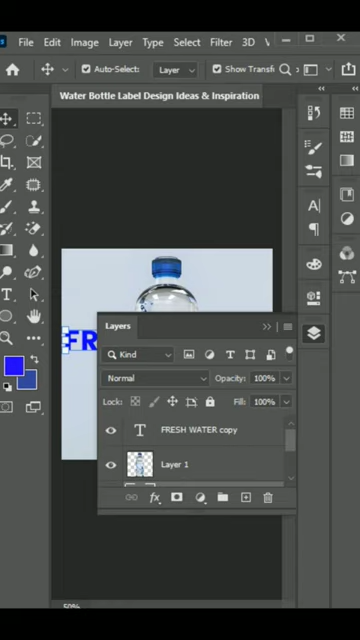 File Edit Image Layer Type Select Filter 3D
Auto-Select: Layer Show Transf
Water Bottle Label Design Ideas & Inspiration
FR
Layers
Kind
Normal Opacity: 100%
Lock: Fill: 100%
FRESH WATER copy
Layer 1
50%